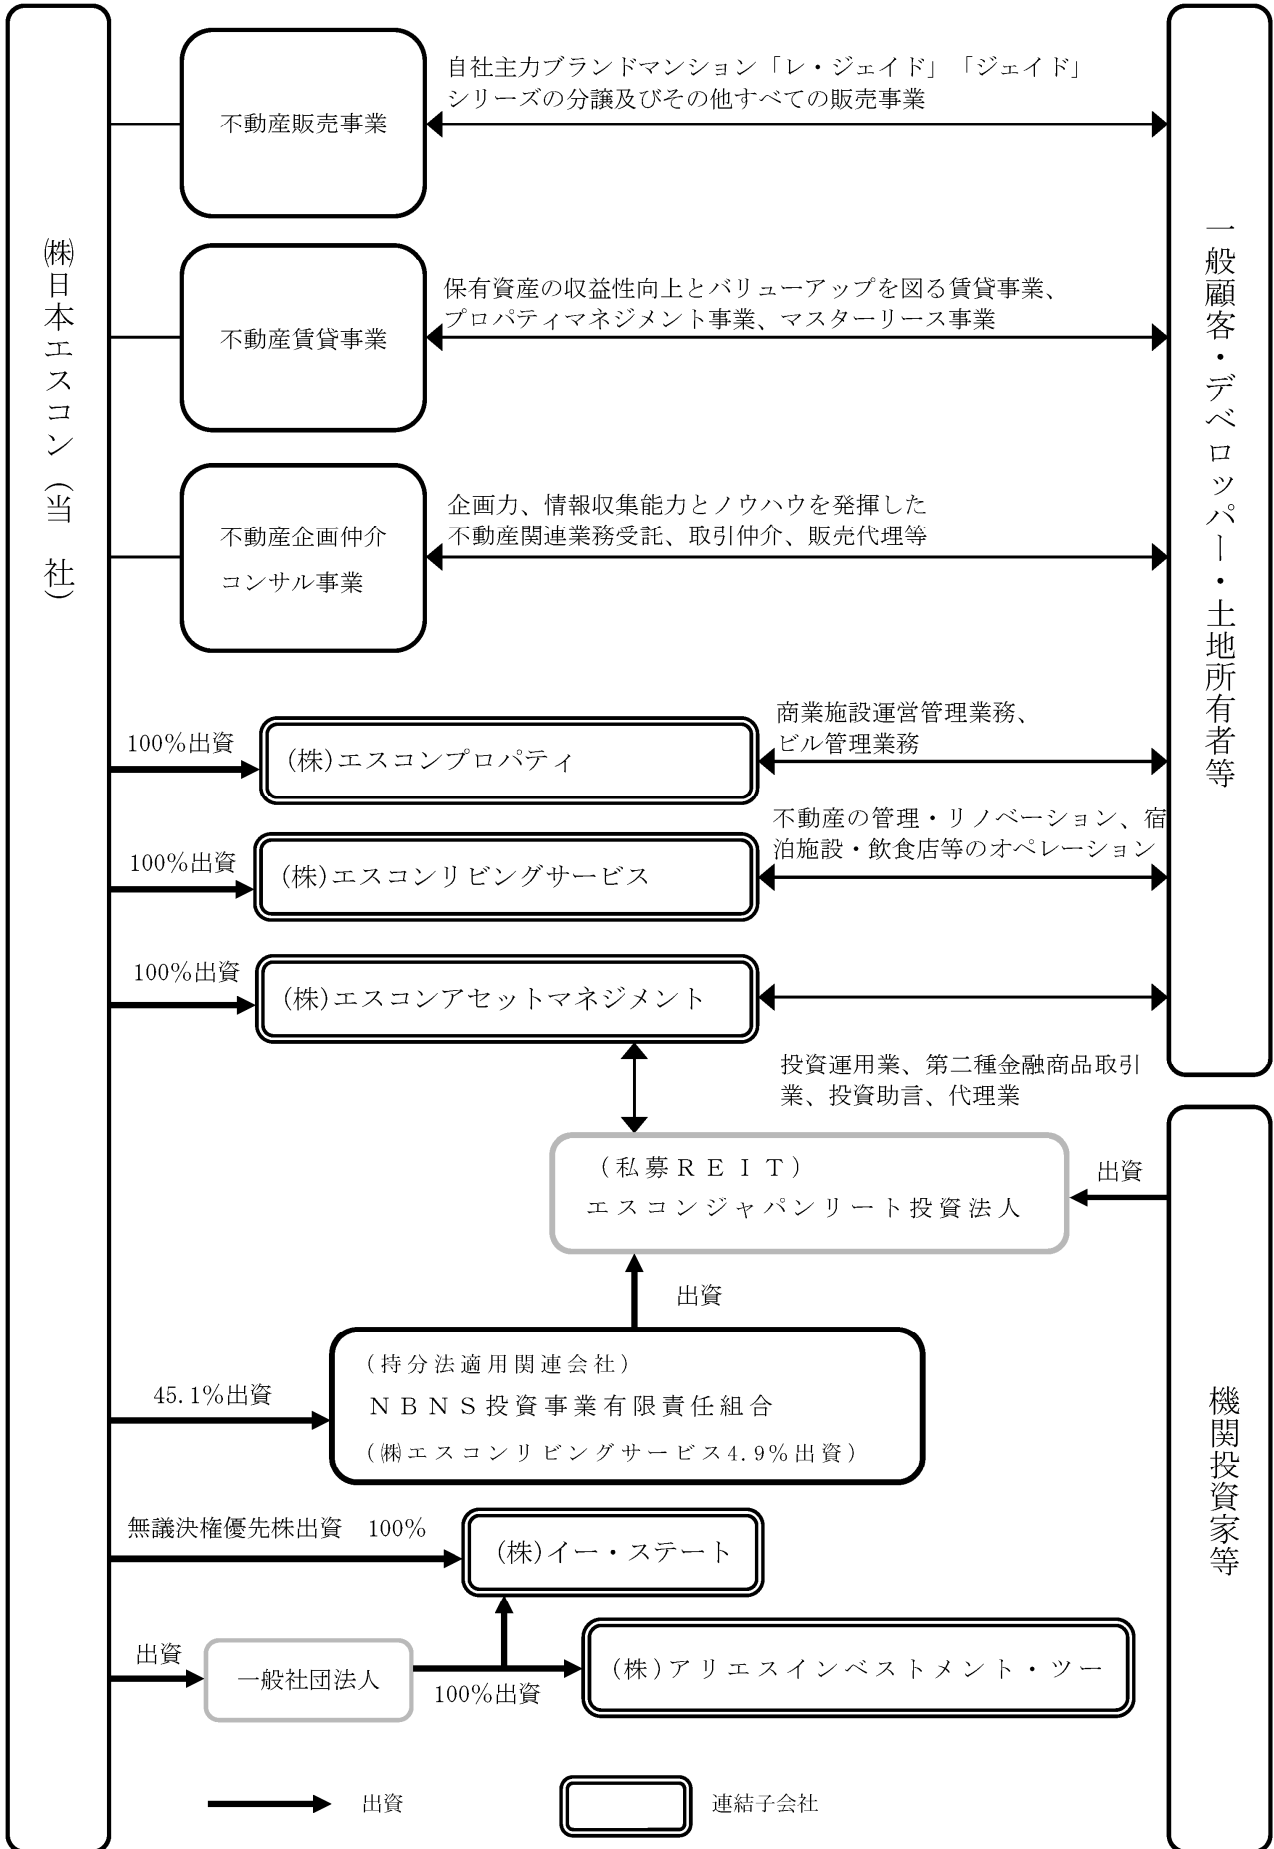 ㈱日本エスコン（当　社）
不動産販売事業
自社主力ブランドマンション「レ・ジェイド」「ジェイド」
シリーズの分譲及びその他すべての販売事業
不動産賃貸事業
保有資産の収益性向上とバリューアップを図る賃貸事業、
プロパティマネジメント事業、マスターリース事業
不動産企画仲介
コンサル事業
企画力、情報収集能力とノウハウを発揮した
不動産関連業務受託、取引仲介、販売代理等
一般顧客・デベロッパー・土地所有者等
100％出資
(株)エスコンプロパティ
商業施設運営管理業務、
ビル管理業務
100％出資
(株)エスコンリビングサービス
不動産の管理・リノベーション、宿
泊施設・飲食店等のオペレーション
100％出資
(株)エスコンアセットマネジメント
投資運用業、第二種金融商品取引
業、投資助言、代理業
（私募ＲＥＩＴ）
エスコンジャパンリート投資法人
出資
出資
45.1％出資
（持分法適用関連会社）
ＮＢＮＳ投資事業有限責任組合
（㈱エスコンリビングサービス4.9％出資）
機関投資家等
無議決権優先株出資　100％
(株)イー・ステート
出資
一般社団法人
100％出資
(株)アリエスインベストメント・ツー
出資
連結子会社